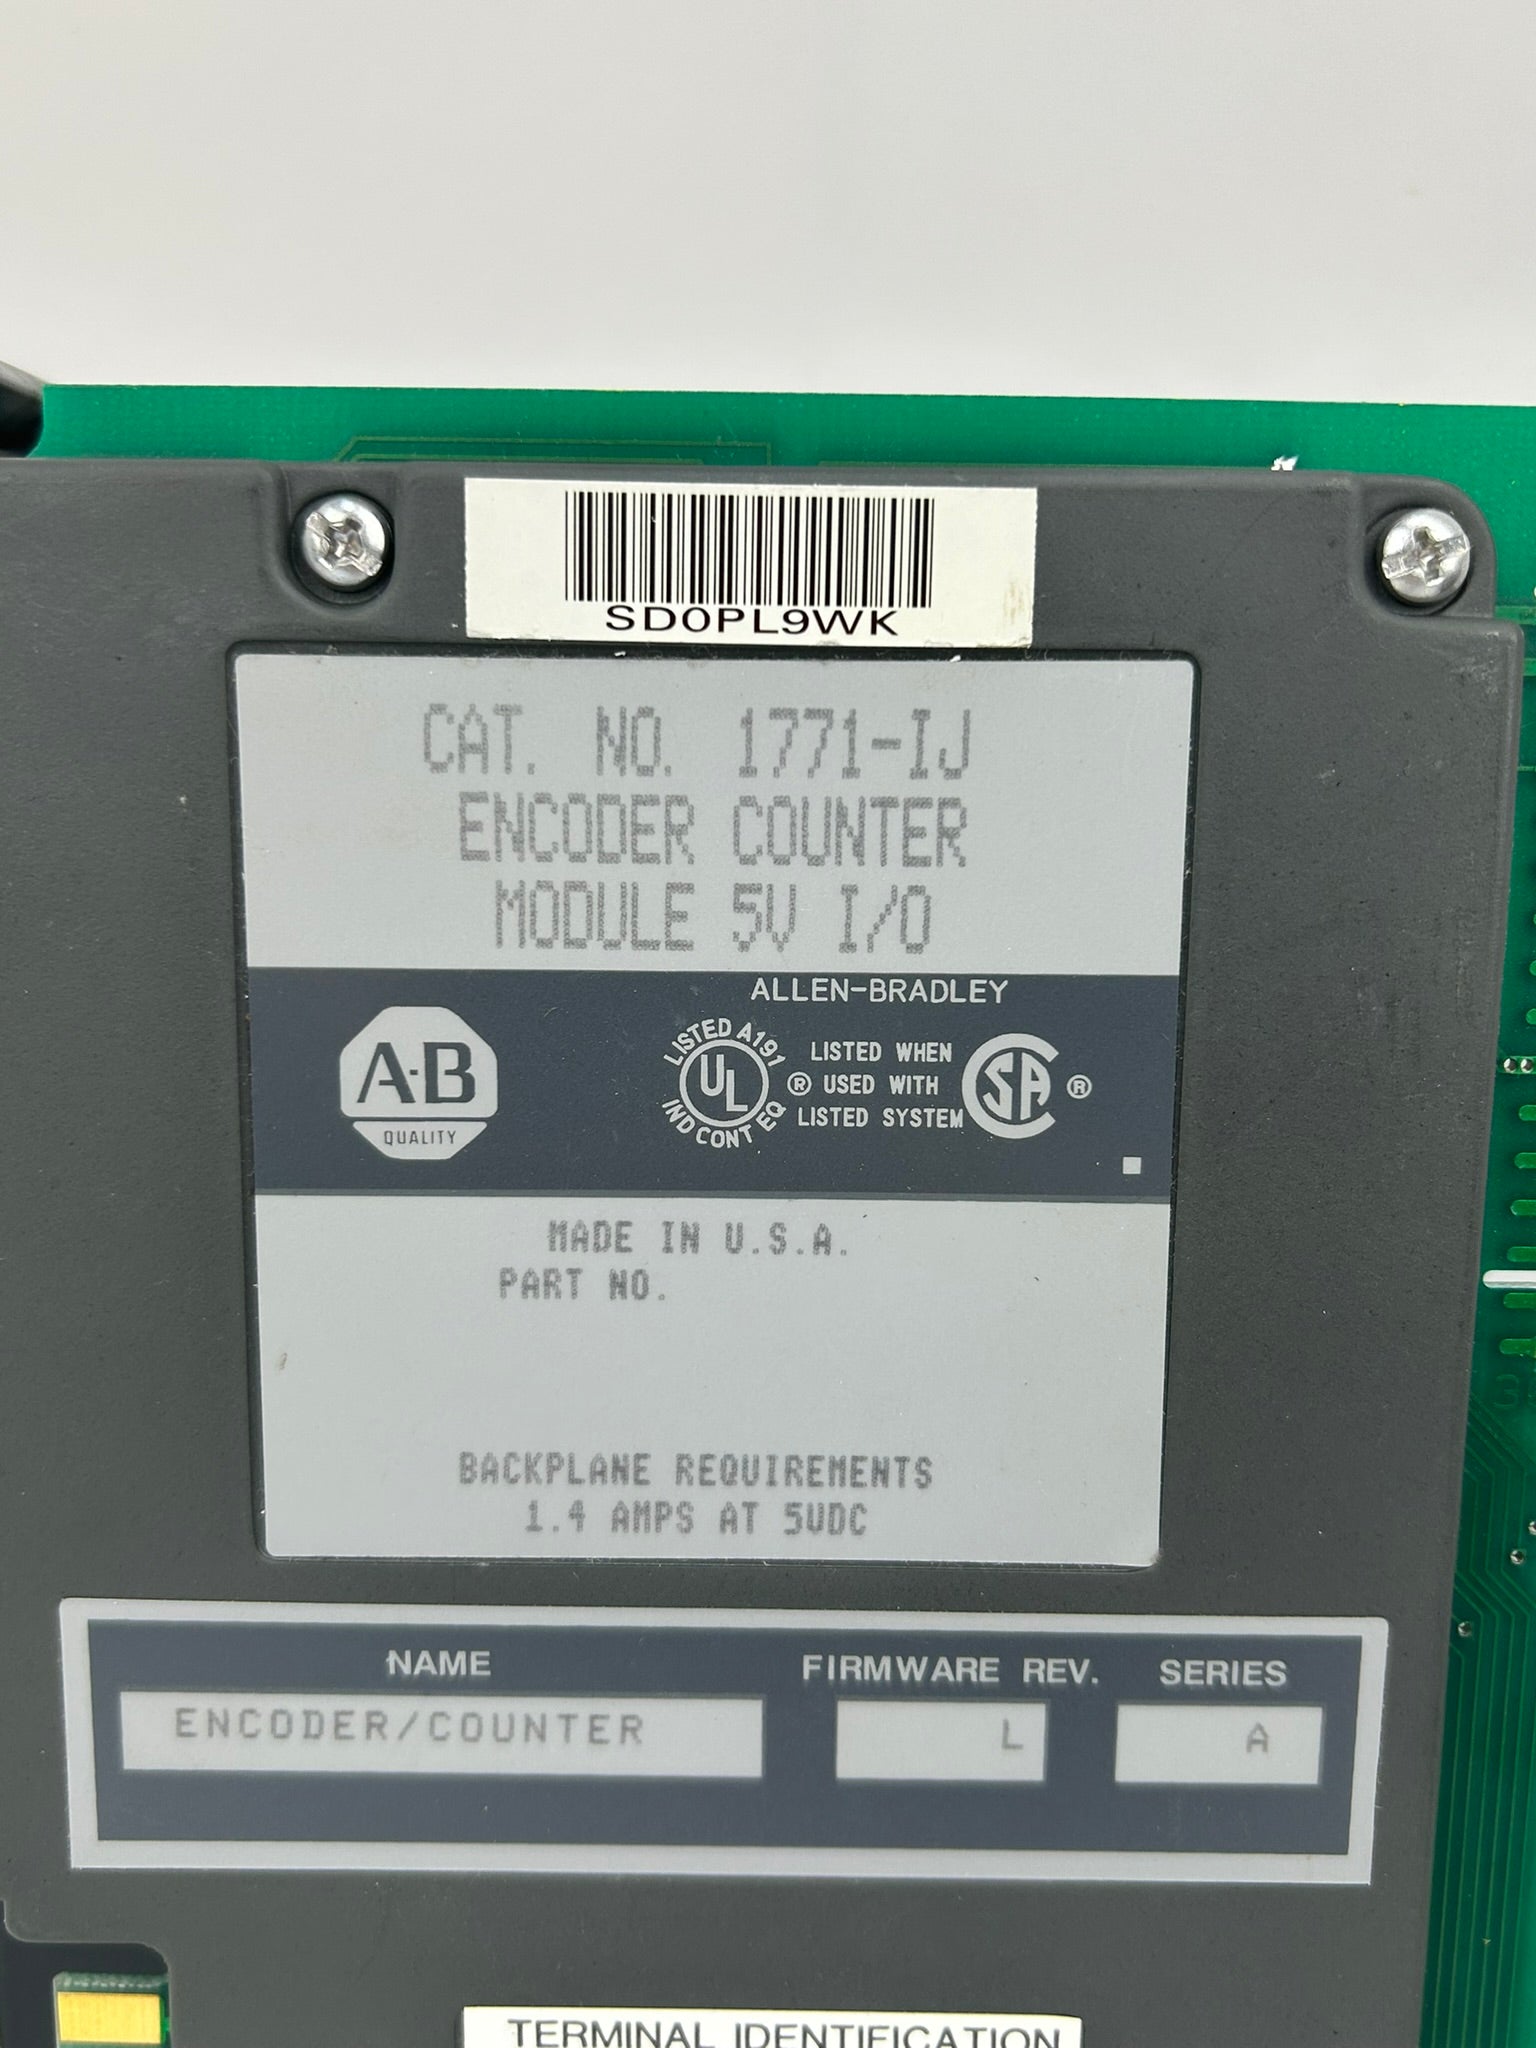 SD0PL9WK
CAT. NO. 1771-IJ
ENCODER COUNTER
MODULE 5V I/O
ALLEN-BRADLEY
A-B
QUALITY
LISTED A191
UL
IND CONT EQ
®
LISTED WHEN
USED WITH
LISTED SYSTEM
SA
®
MADE IN U.S.A.
PART NO.
BACKPLANE REQUIREMENTS
1.4 AMPS AT 5VDC
NAME FIRMWARE REV. SERIES
ENCODER/COUNTER L A
TERMINAL IDENTIFICATION